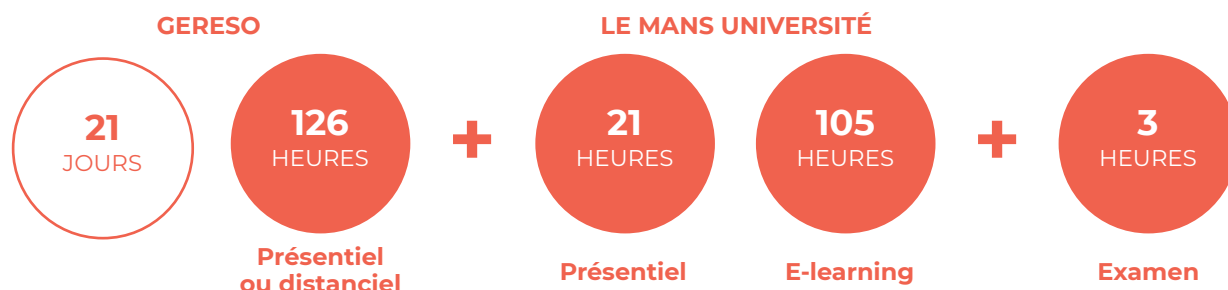 GERESO
LE MANS UNIVERSITÉ
21
JOURS
126
HEURES
+
21
HEURES
105
HEURES
+
3
HEURES
Présentiel
ou distanciel
Présentiel
E-learning
Examen